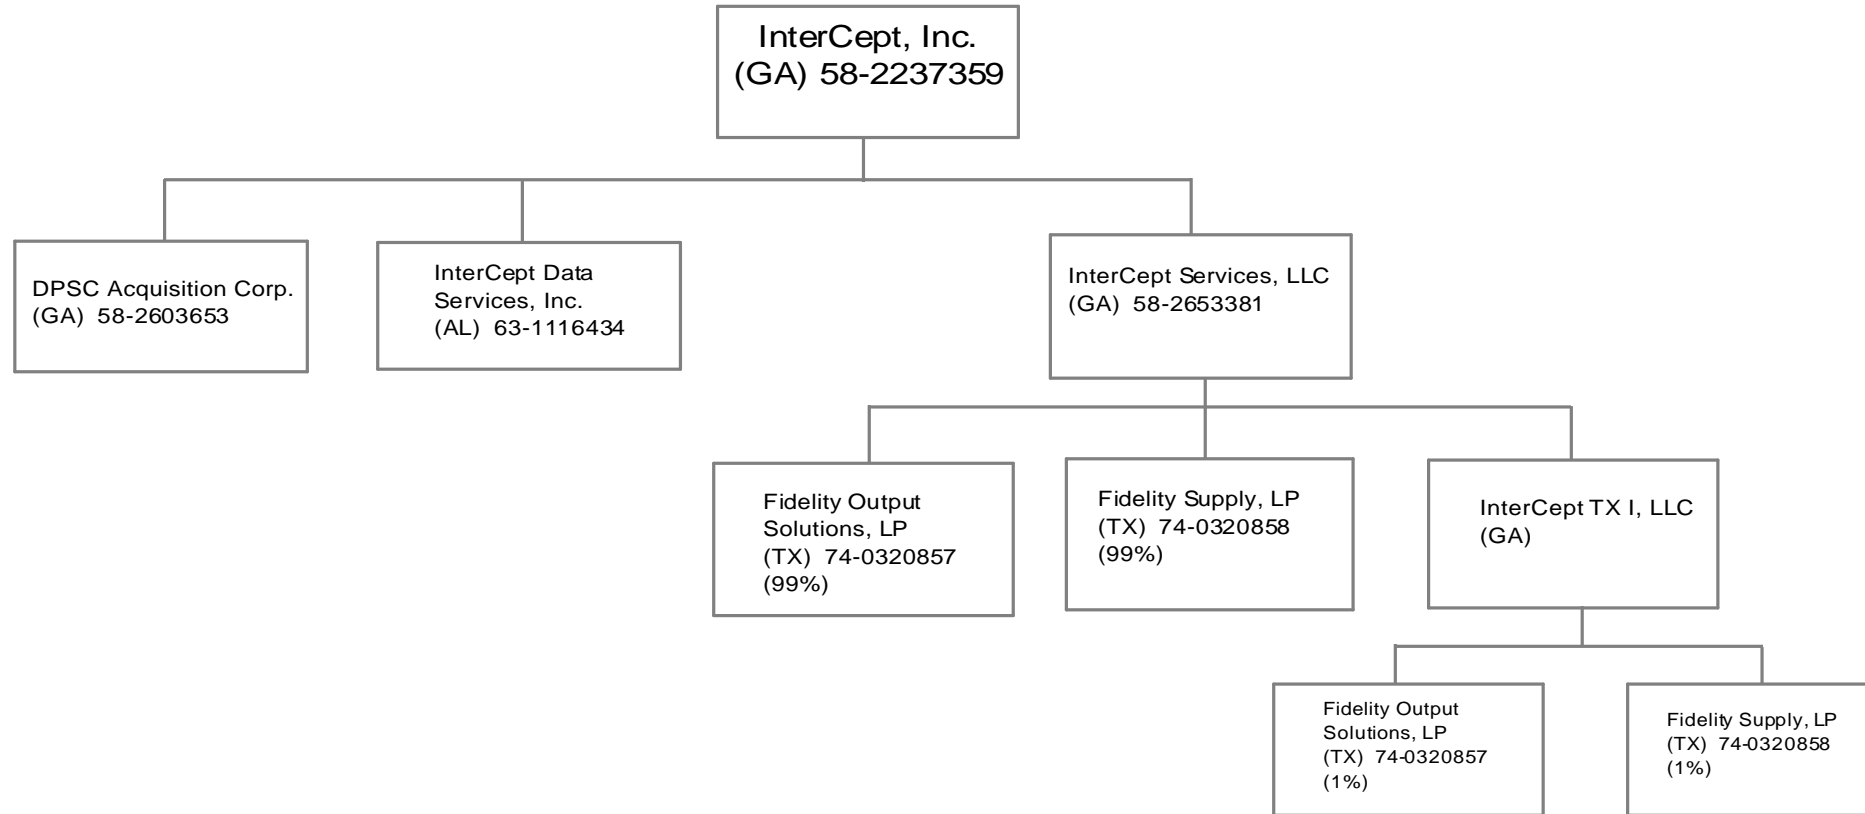 InterCept, Inc.
(GA) 58-2237359
DPSC Acquisition Corp.
(GA) 58-2603653
InterCept Data
Services, Inc.
(AL) 63-1116434
InterCept Services, LLC
(GA) 58-2653381
Fidelity Output
Solutions, LP
(TX) 74-0320857
(99%)
Fidelity Supply, LP
(TX) 74-0320858
(99%)
InterCept TX I, LLC
(GA)
Fidelity Output
Solutions, LP
(TX) 74-0320857
(1%)
Fidelity Supply, LP
(TX) 74-0320858
(1%)